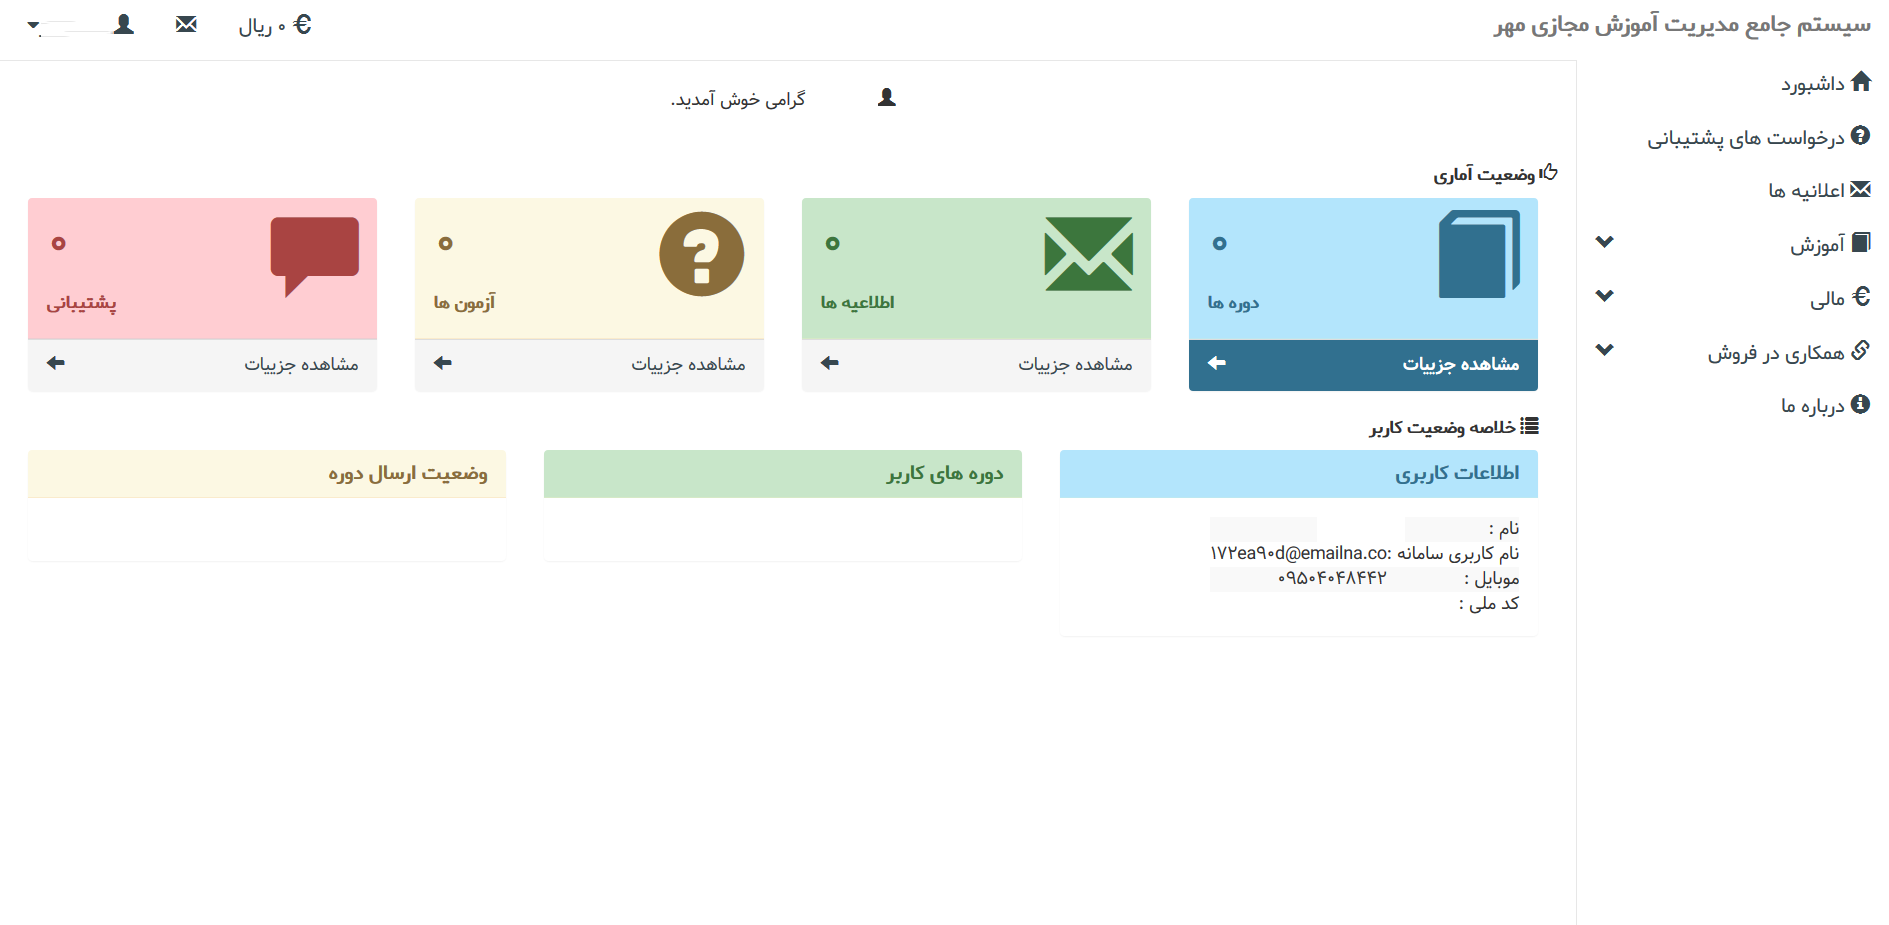 سیستم جامع مدیریت آموزش مجازی مهر
۰ ریال
داشبورد
درخواست های پشتیبانی
اعلانیه ها
آموزش
مالی
همکاری در فروش
درباره ما
گرامی خوش آمدید.
وضعیت آماری
۰
دوره ها
مشاهده جزییات
۰
اطلاعیه ها
مشاهده جزییات
۰
آزمون ها
مشاهده جزییات
۰
پشتیبانی
مشاهده جزییات
خلاصه وضعیت کاربر
اطلاعات کاربری
نام :
نام کاربری سامانه :۱۷۲ea۹۰d@emailna.co
موبایل : ۰۹۵۰۴۰۴۸۴۴۲
کد ملی :
دوره های کاربر
وضعیت ارسال دوره